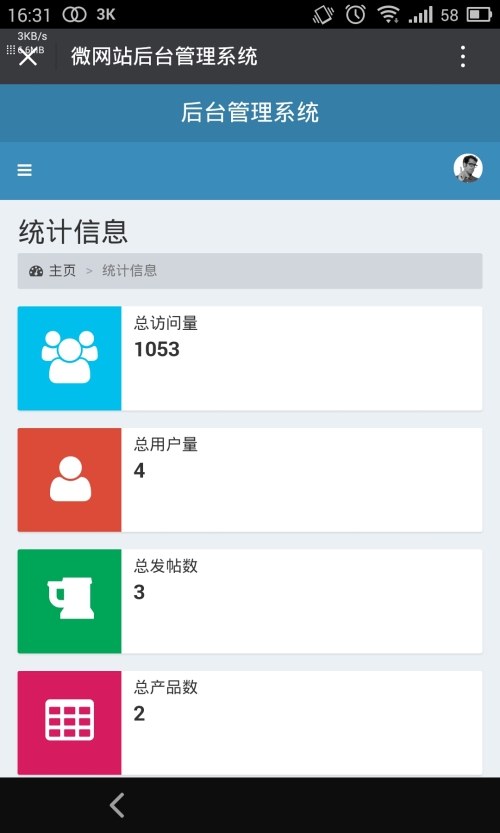 16:31 3K 58
3KB/s
6.6MB
微网站后台管理系统
后台管理系统
统计信息
主页 > 统计信息
总访问量
1053
总用户量
4
总发帖数
3
总产品数
2